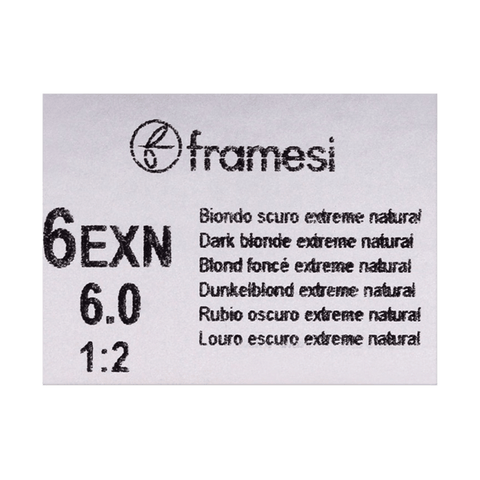 framesi
6EXN
6.0
1:2
Biondo scuro extreme natural
Dark blonde extreme natural
Blond foncé extreme natural
Dunkelblond extreme natural
Rubio oscuro extreme natural
Louro escuro extreme natural